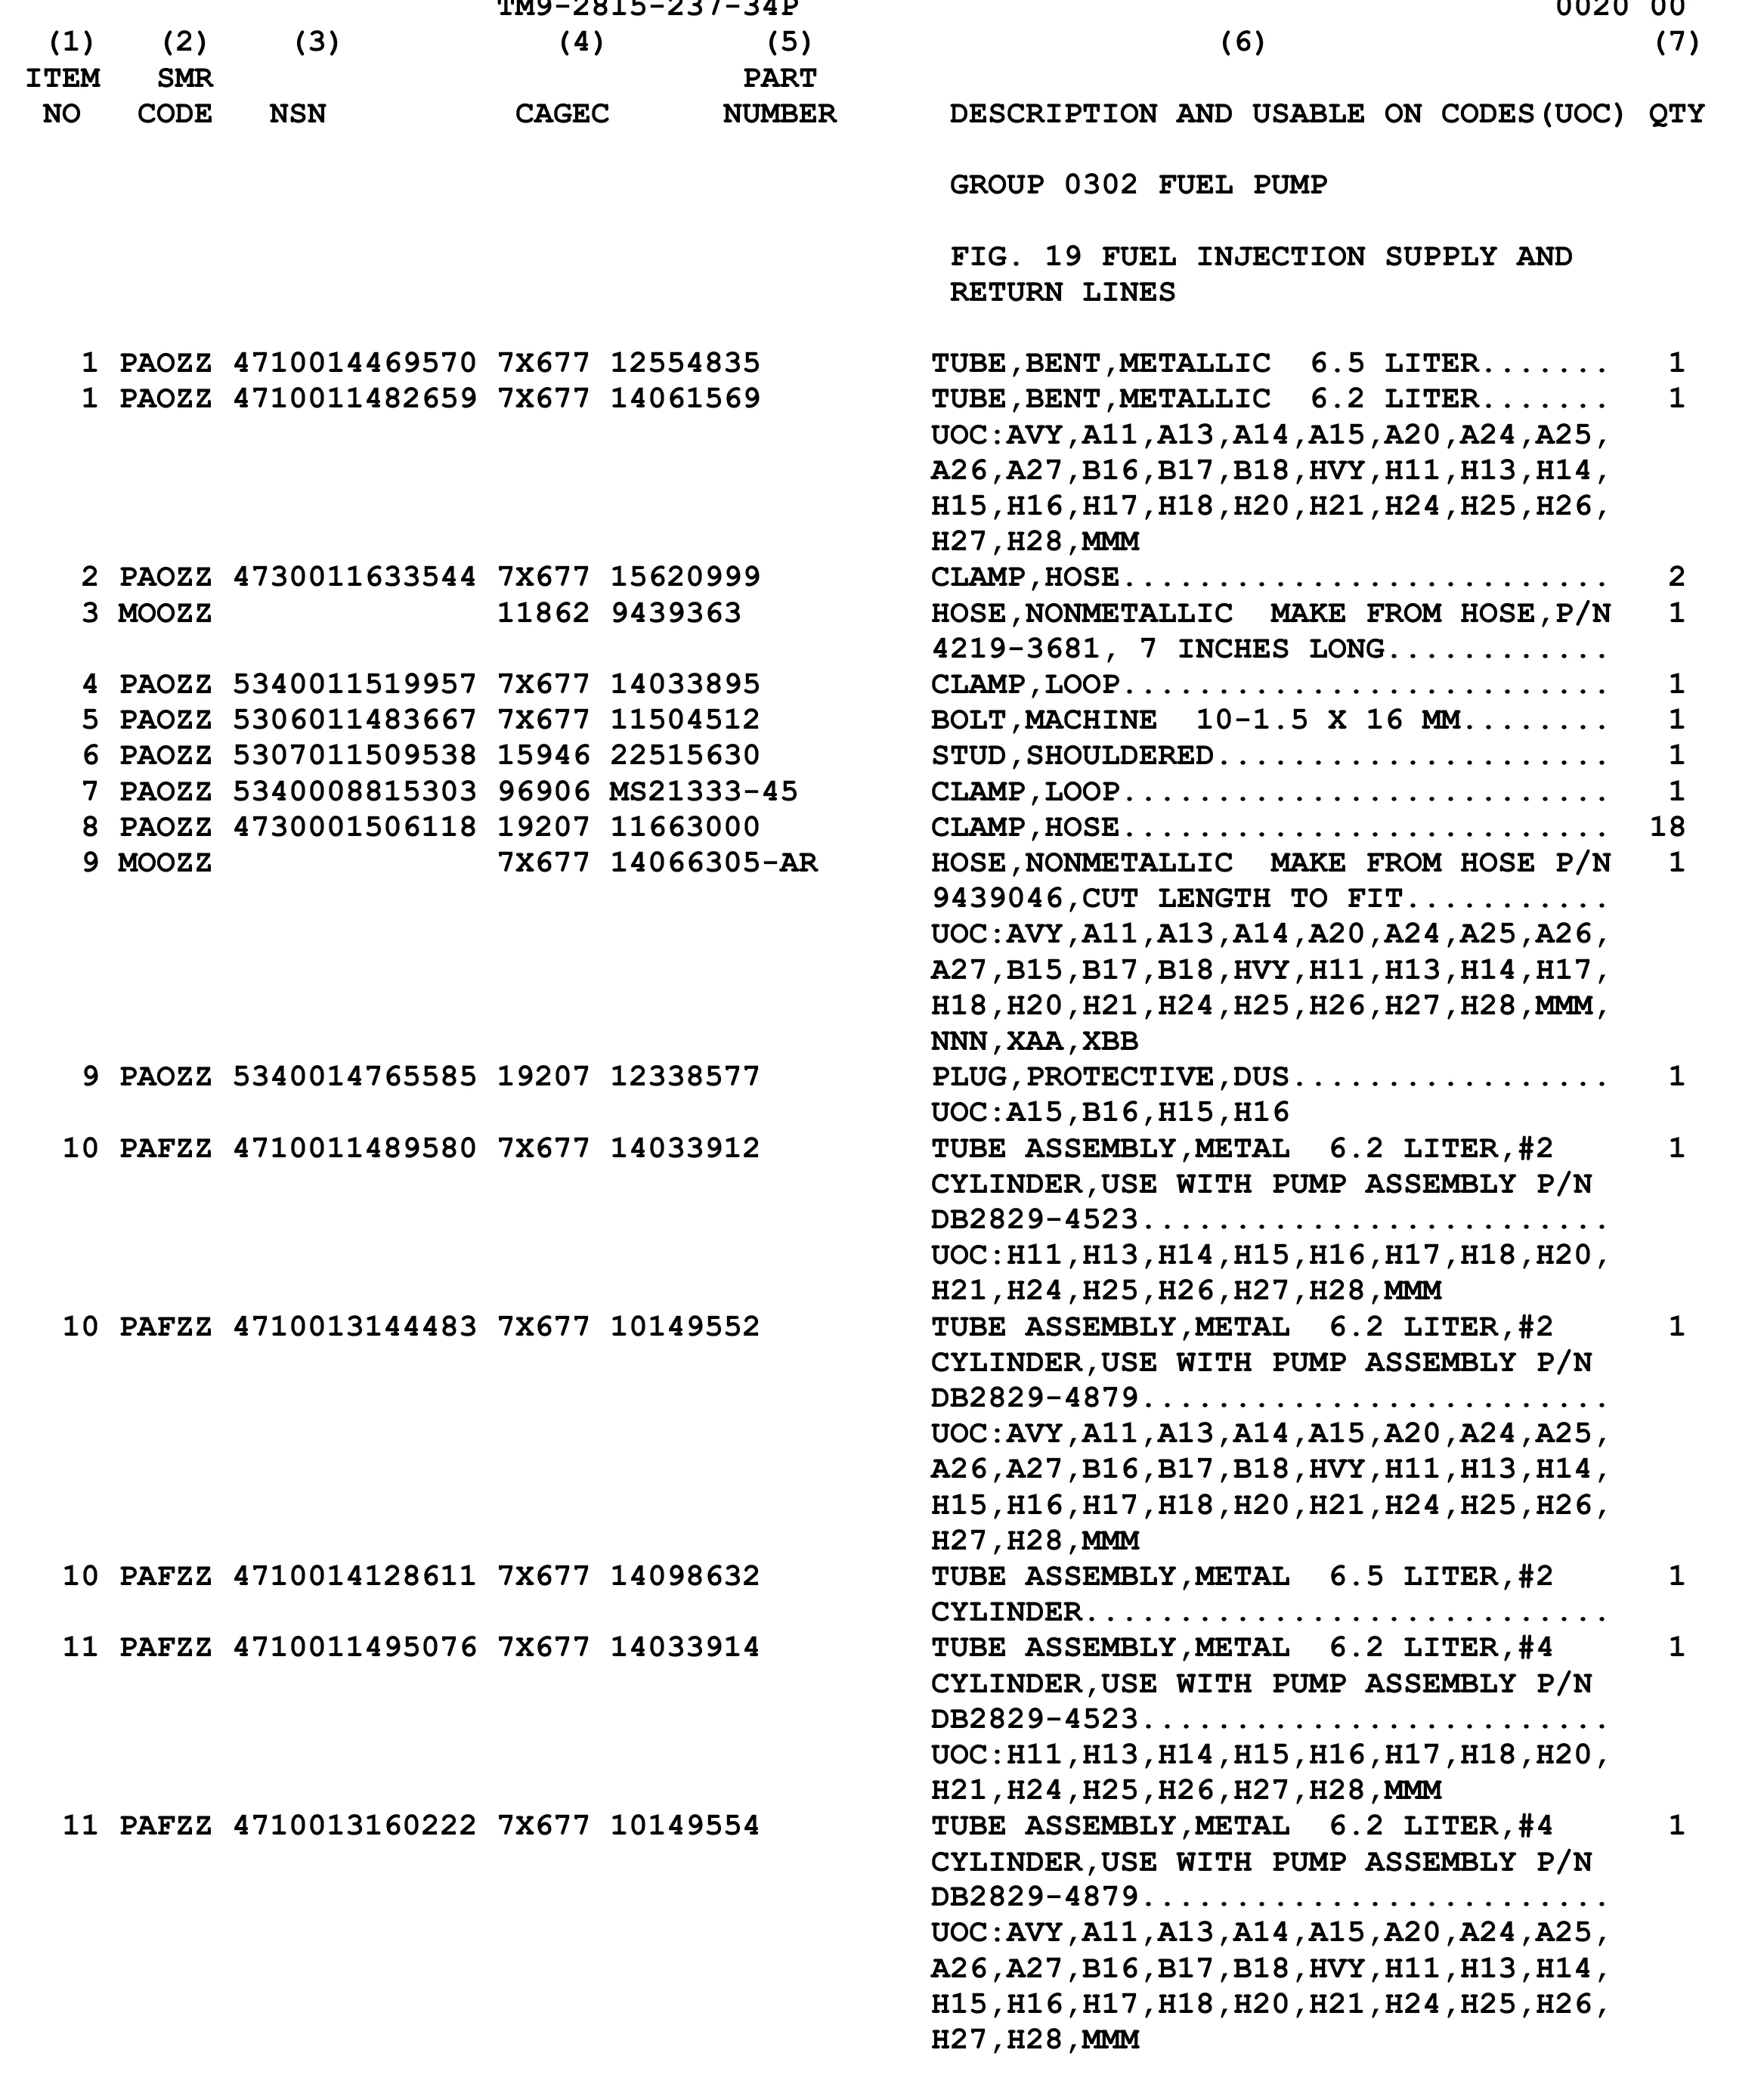 TM9-2815-237-34P 0020 00
(1) (2) (3) (4) (5) (6) (7)
ITEM SMR PART
NO CODE NSN CAGEC NUMBER DESCRIPTION AND USABLE ON CODES(UOC) QTY
GROUP 0302 FUEL PUMP
FIG. 19 FUEL INJECTION SUPPLY AND
RETURN LINES
1 PAOZZ 4710014469570 7X677 12554835 TUBE,BENT,METALLIC 6.5 LITER....... 1
1 PAOZZ 4710011482659 7X677 14061569 TUBE,BENT,METALLIC 6.2 LITER....... 1
UOC:AVY,A11,A13,A14,A15,A20,A24,A25,
A26,A27,B16,B17,B18,HVY,H11,H13,H14,
H15,H16,H17,H18,H20,H21,H24,H25,H26,
H27,H28,MMM
2 PAOZZ 4730011633544 7X677 15620999 CLAMP,HOSE.......................... 2
3 MOOZZ 11862 9439363 HOSE,NONMETALLIC MAKE FROM HOSE,P/N 1
4219-3681, 7 INCHES LONG............
4 PAOZZ 5340011519957 7X677 14033895 CLAMP,LOOP.......................... 1
5 PAOZZ 5306011483667 7X677 11504512 BOLT,MACHINE 10-1.5 X 16 MM........ 1
6 PAOZZ 5307011509538 15946 22515630 STUD,SHOULDERED..................... 1
7 PAOZZ 5340008815303 96906 MS21333-45 CLAMP,LOOP.......................... 1
8 PAOZZ 4730001506118 19207 11663000 CLAMP,HOSE.......................... 18
9 MOOZZ 7X677 14066305-AR HOSE,NONMETALLIC MAKE FROM HOSE P/N 1
9439046,CUT LENGTH TO FIT...........
UOC:AVY,A11,A13,A14,A20,A24,A25,A26,
A27,B15,B17,B18,HVY,H11,H13,H14,H17,
H18,H20,H21,H24,H25,H26,H27,H28,MMM,
NNN,XAA,XBB
9 PAOZZ 5340014765585 19207 12338577 PLUG,PROTECTIVE,DUS................. 1
UOC:A15,B16,H15,H16
10 PAFZZ 4710011489580 7X677 14033912 TUBE ASSEMBLY,METAL 6.2 LITER,#2 1
CYLINDER,USE WITH PUMP ASSEMBLY P/N
DB2829-4523.........................
UOC:H11,H13,H14,H15,H16,H17,H18,H20,
H21,H24,H25,H26,H27,H28,MMM
10 PAFZZ 4710013144483 7X677 10149552 TUBE ASSEMBLY,METAL 6.2 LITER,#2 1
CYLINDER,USE WITH PUMP ASSEMBLY P/N
DB2829-4879.........................
UOC:AVY,A11,A13,A14,A15,A20,A24,A25,
A26,A27,B16,B17,B18,HVY,H11,H13,H14,
H15,H16,H17,H18,H20,H21,H24,H25,H26,
H27,H28,MMM
10 PAFZZ 4710014128611 7X677 14098632 TUBE ASSEMBLY,METAL 6.5 LITER,#2 1
CYLINDER............................
11 PAFZZ 4710011495076 7X677 14033914 TUBE ASSEMBLY,METAL 6.2 LITER,#4 1
CYLINDER,USE WITH PUMP ASSEMBLY P/N
DB2829-4523.........................
UOC:H11,H13,H14,H15,H16,H17,H18,H20,
H21,H24,H25,H26,H27,H28,MMM
11 PAFZZ 4710013160222 7X677 10149554 TUBE ASSEMBLY,METAL 6.2 LITER,#4 1
CYLINDER,USE WITH PUMP ASSEMBLY P/N
DB2829-4879.........................
UOC:AVY,A11,A13,A14,A15,A20,A24,A25,
A26,A27,B16,B17,B18,HVY,H11,H13,H14,
H15,H16,H17,H18,H20,H21,H24,H25,H26,
H27,H28,MMM